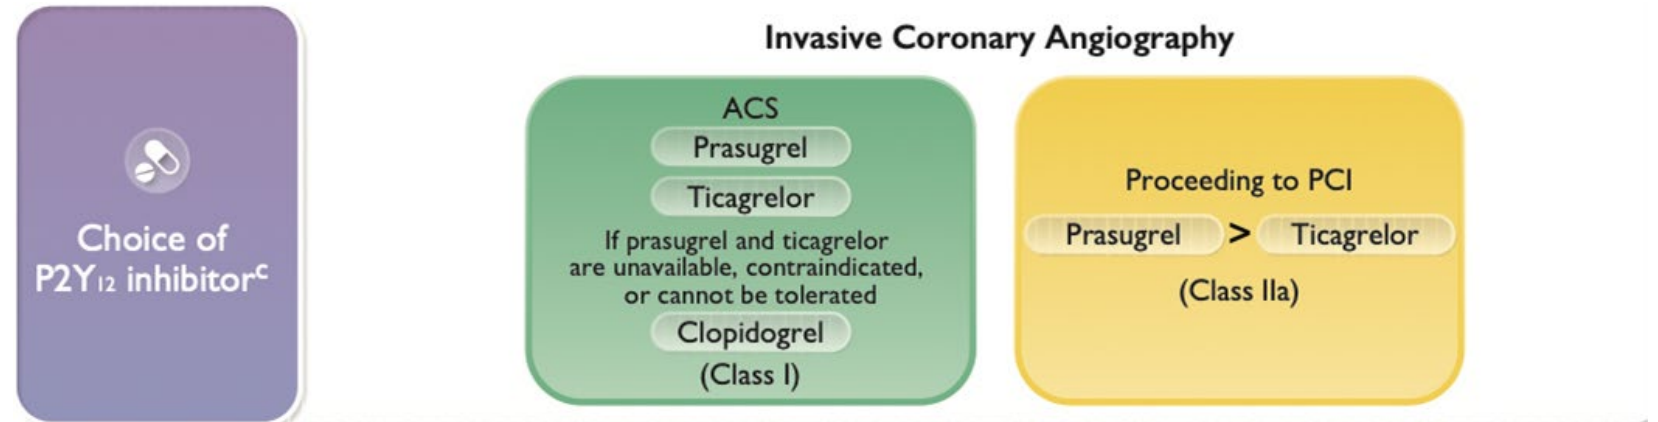 Choice of
P2Y₁₂ inhibitorᶜ
Invasive Coronary Angiography
ACS
Prasugrel
Ticagrelor
If prasugrel and ticagrelor
are unavailable, contraindicated,
or cannot be tolerated
Clopidogrel
(Class I)
Proceeding to PCI
Prasugrel > Ticagrelor
(Class IIa)